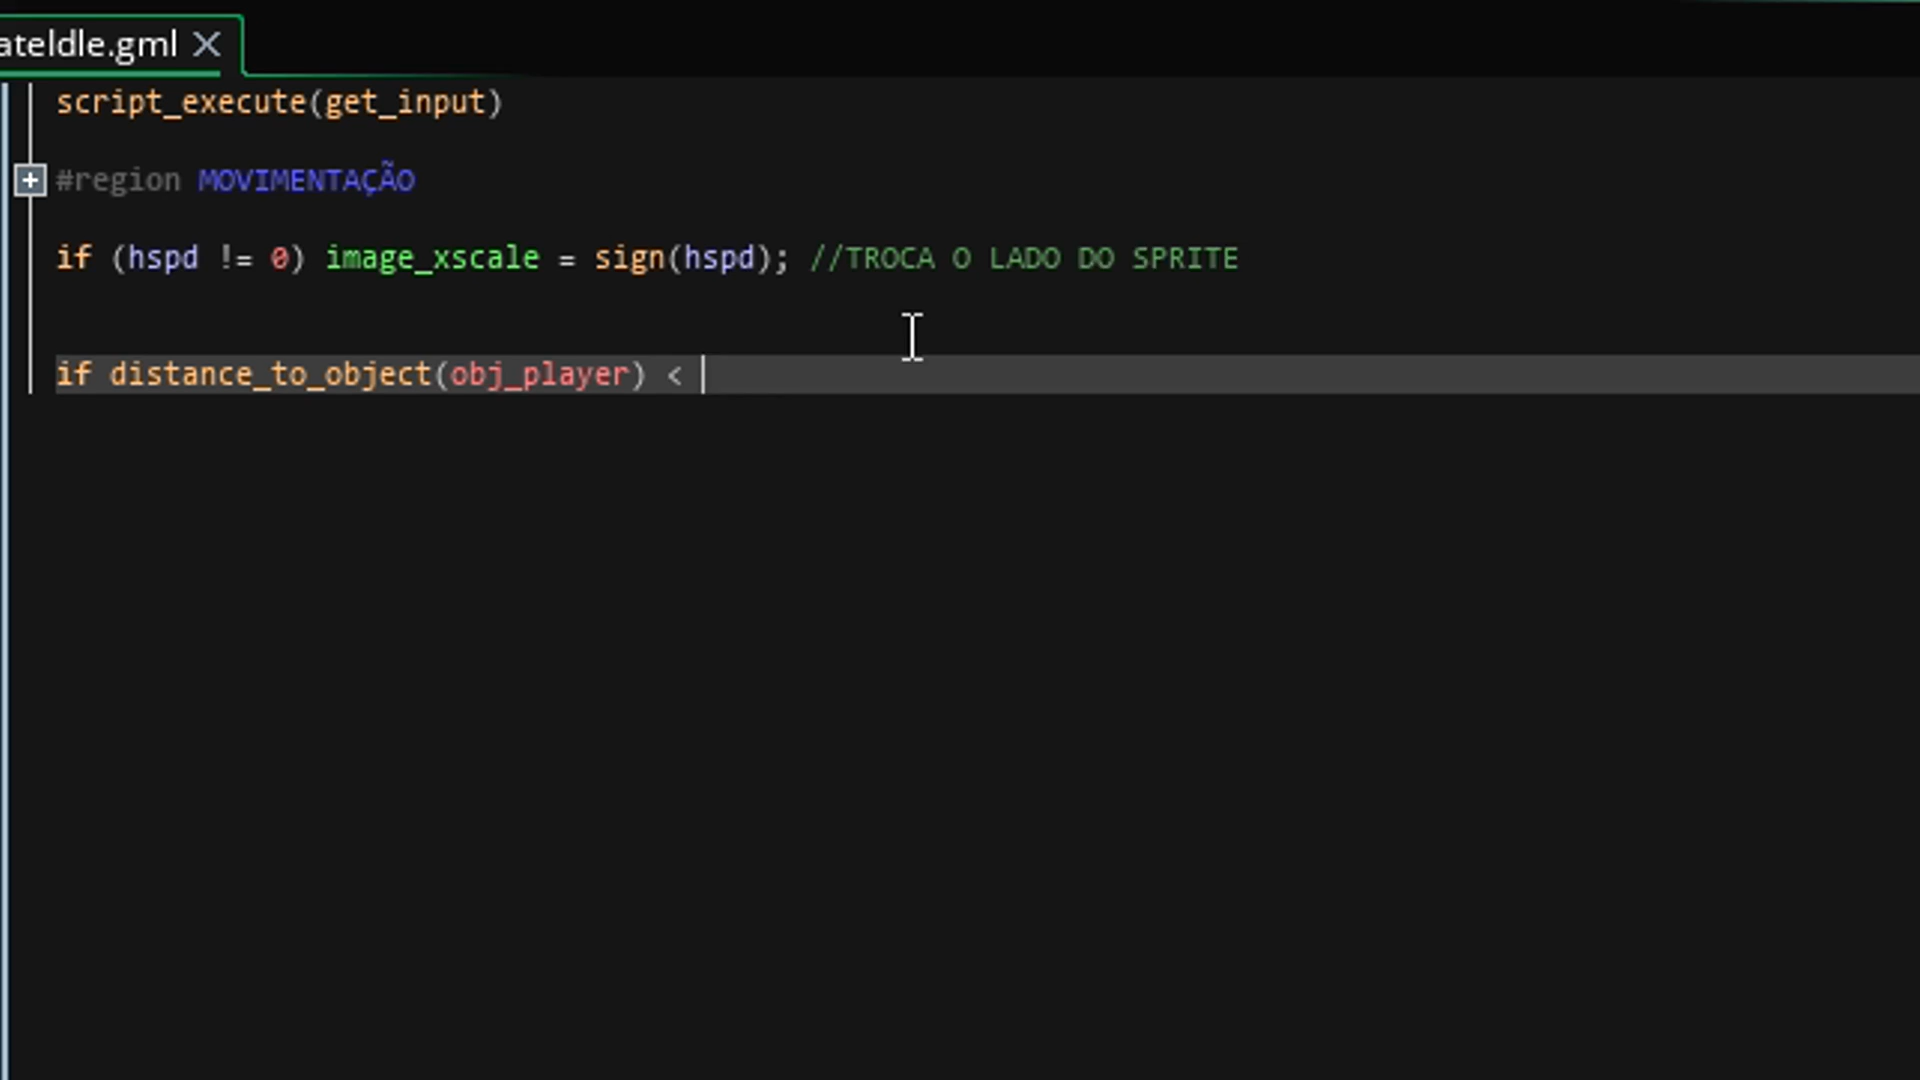 ateIdle.gml
script_execute(get_input)
#region MOVIMENTAÇÃO
if (hspd != 0) image_xscale = sign(hspd); //TROCA O LADO DO SPRITE
if distance_to_object(obj_player) <